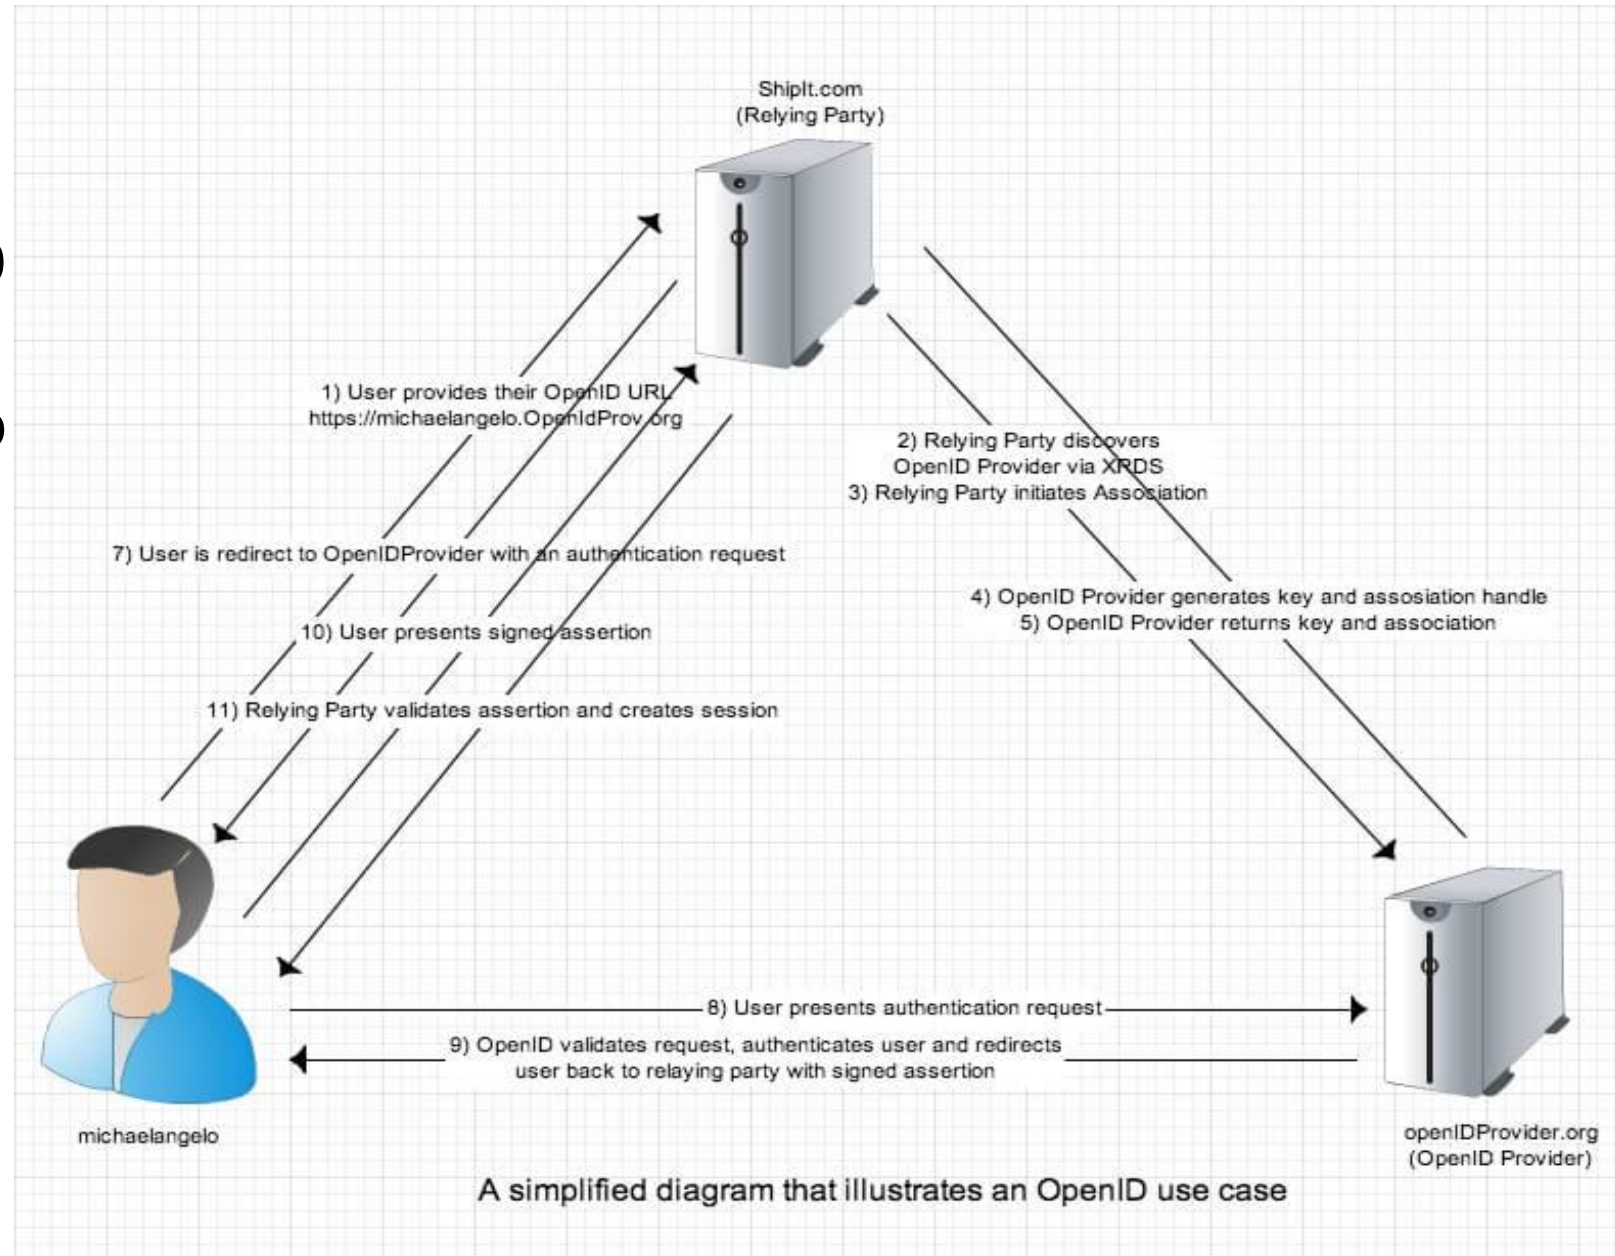 ShipIt.com
(Relying Party)
1) User provides their OpenID URL
https://michaelangelo.OpenIdProv.org
2) Relying Party discovers
OpenID Provider via XRDS
3) Relying Party initiates Association
7) User is redirect to OpenIDProvider with an authentication request
4) OpenID Provider generates key and assosiation handle
5) OpenID Provider returns key and association
10) User presents signed assertion
11) Relying Party validates assertion and creates session
8) User presents authentication request
9) OpenID validates request, authenticates user and redirects
user back to relaying party with signed assertion
michaelangelo
openIDProvider.org
(OpenID Provider)
A simplified diagram that illustrates an OpenID use case